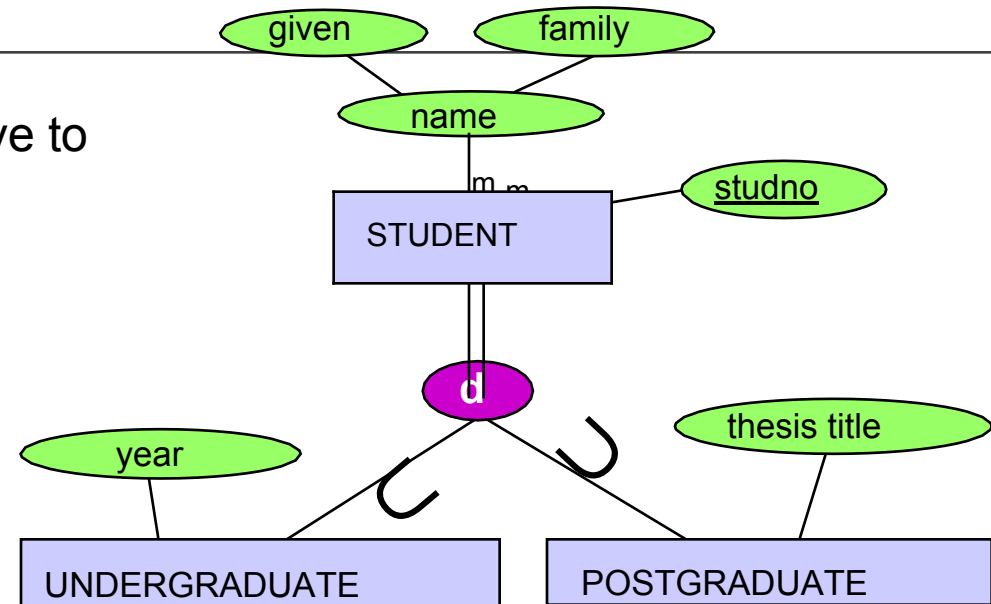 given family
name
ve to
m m
studno
STUDENT
d
thesis title
year
UNDERGRADUATE POSTGRADUATE